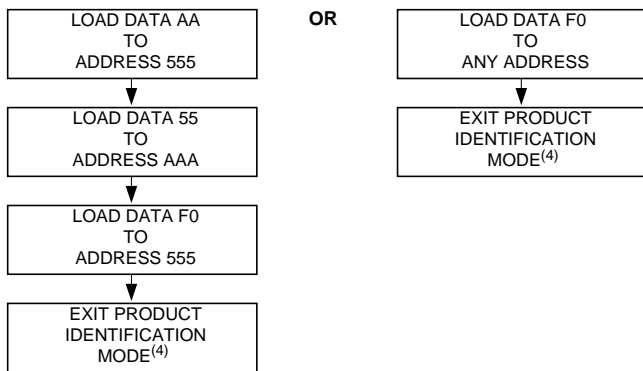 LOAD DATA AA
TO
ADDRESS 555
LOAD DATA 55
TO
ADDRESS AAA
LOAD DATA F0
TO
ADDRESS 555
EXIT PRODUCT
IDENTIFICATION
MODE(4)
OR
LOAD DATA F0
TO
ANY ADDRESS
EXIT PRODUCT
IDENTIFICATION
MODE(4)